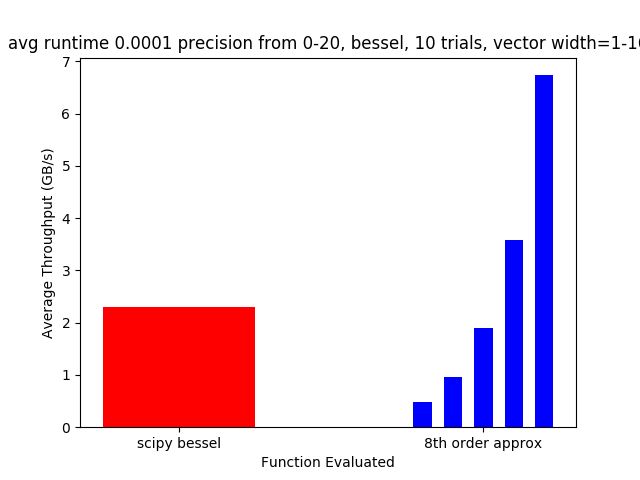 avg runtime 0.0001 precision from 0-20, bessel, 10 trials, vector width=1-1
7
6
5
4
3
2
1
0
Average Throughput (GB/s)
scipy bessel
8th order approx
Function Evaluated